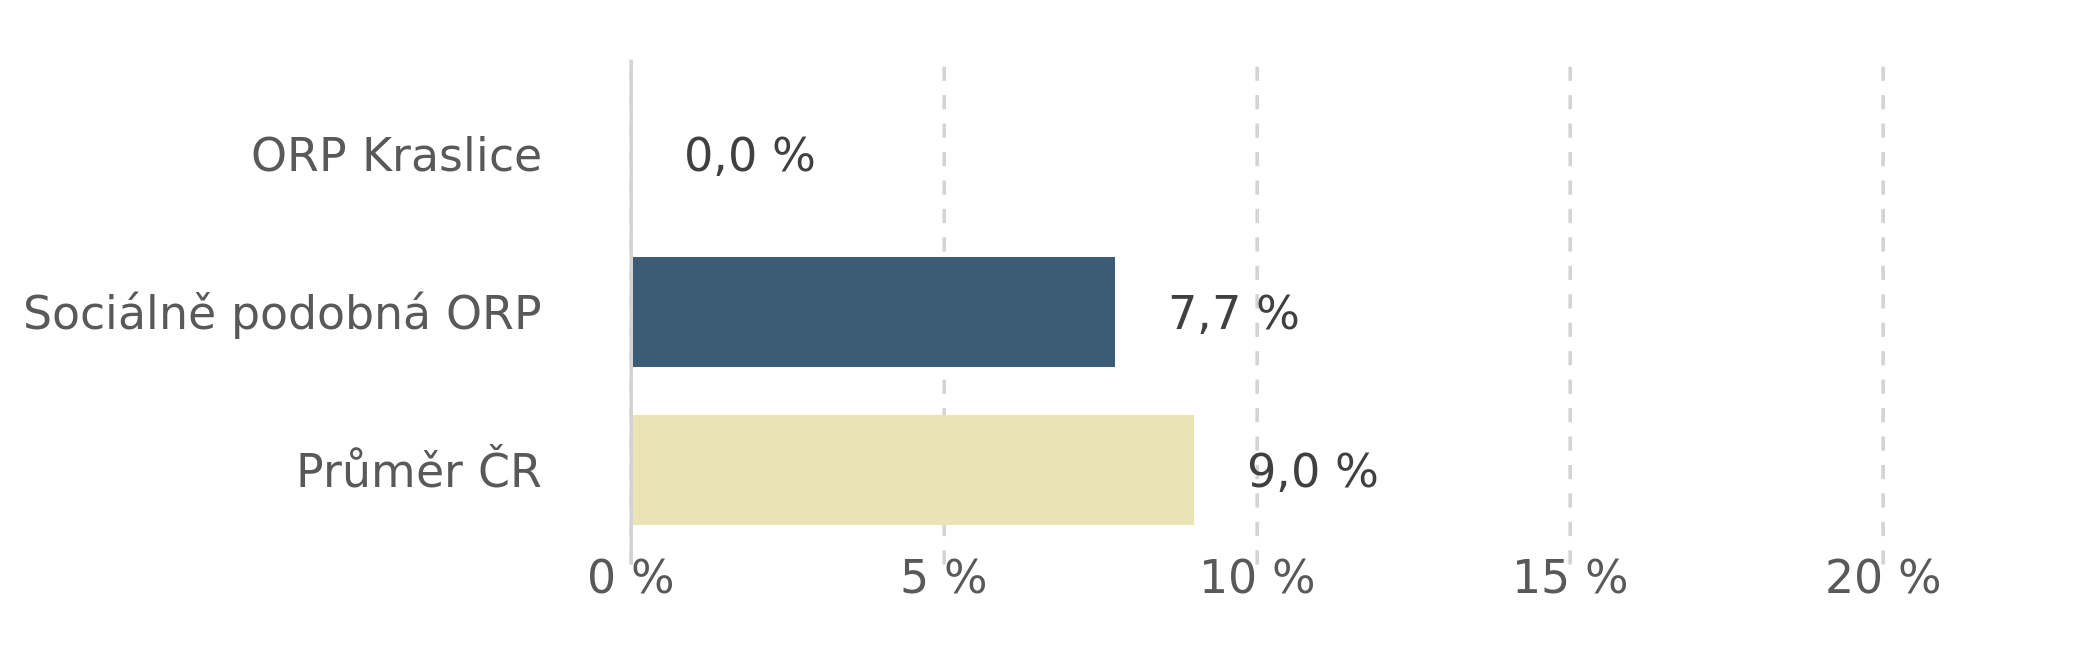 ORP Kraslice 0,0 %
Sociálně podobná ORP 7,7 %
Průměr ČR 9,0 %
0 % 5 % 10 % 15 % 20 %